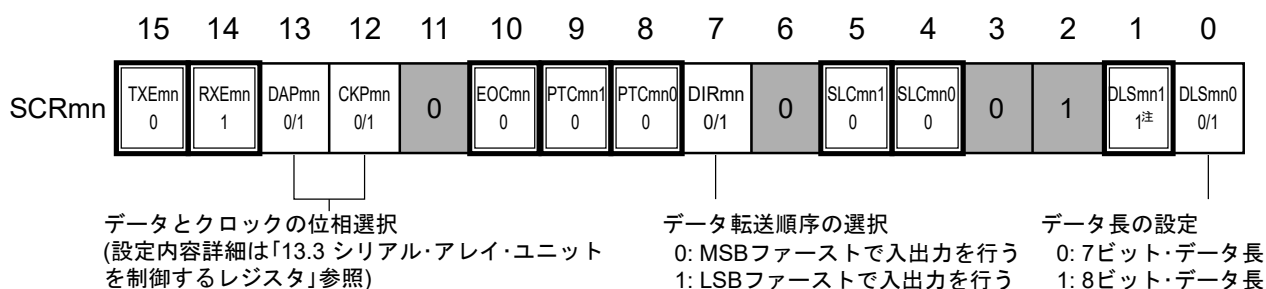 15 14 13 12 11 10 9 8 7 6 5 4 3 2 1 0
SCRmn TXEmn RXEmn DAPmn CKPmn 0 EOCmn PTCmn1 PTCmn0 DIRmn 0 SLCmn1 SLCmn0 0 1 DLSmn1 DLSmn0
0 1 0/1 0/1 0 0 0 0/1 0 0 1注 0/1
データとクロックの位相選択
(設定内容詳細は「13.3 シリアル・アレイ・ユニット
を制御するレジスタ」参照)
データ転送順序の選択
0: MSBファーストで入出力を行う
1: LSBファーストで入出力を行う
データ長の設定
0: 7ビット・データ長
1: 8ビット・データ長